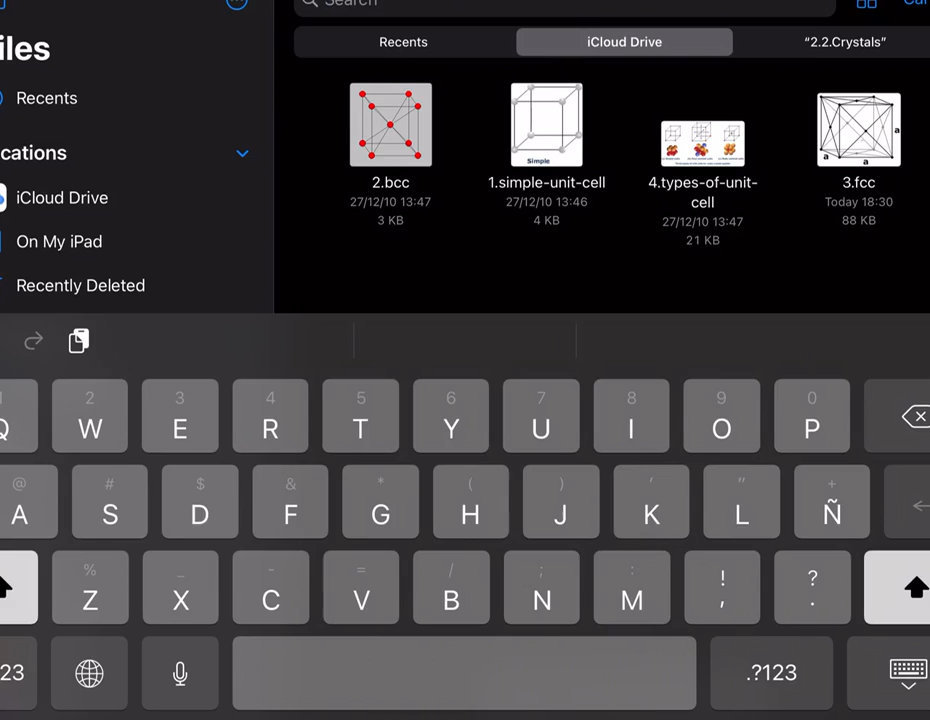 Search
iles
Recents
iCloud Drive
"2.2.Crystals"
Recents
cations
iCloud Drive
On My iPad
Recently Deleted
Simple
a
a
a
2.bcc
27/12/10 13:47
3 KB
1.simple-unit-cell
27/12/10 13:46
4 KB
4.types-of-unit-
cell
27/12/10 13:47
21 KB
3.fcc
Today 18:30
88 KB
1 2 3 4 5 6 7 8 9 0
Q W E R T Y U I O P
@ # $ & * ( ) ' " +
A S D F G H J K L Ñ
% _ - = / ; : ! ?
Z X C V B N M , .
23 .?123